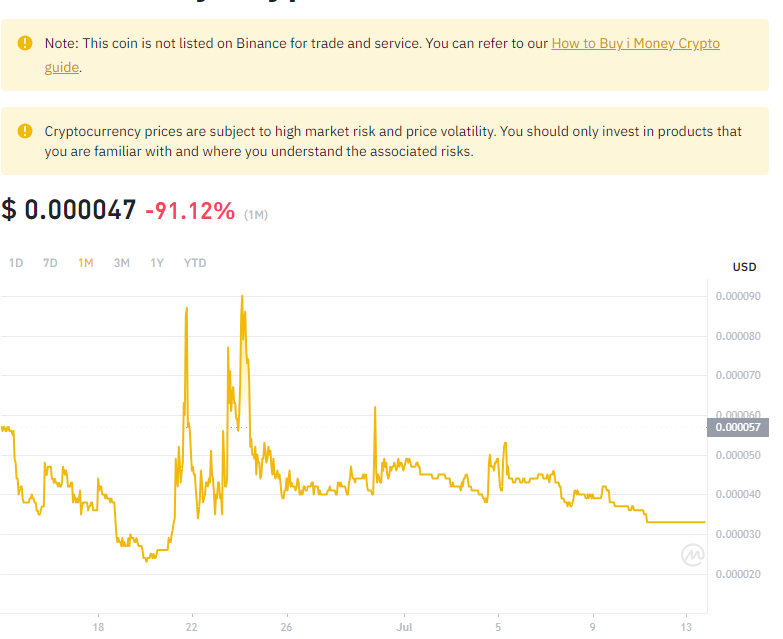 Note: This coin is not listed on Binance for trade and service. You can refer to our How to Buy i Money Crypto
guide.
Cryptocurrency prices are subject to high market risk and price volatility. You should only invest in products that
you are familiar with and where you understand the associated risks.
$ 0.000047 -91.12% (1M)
1D 7D 1M 3M 1Y YTD
USD
0.000090
0.000080
0.000070
0.000060
0.000057
0.000050
0.000040
0.000030
0.000020
18 22 26 Jul 5 9 13